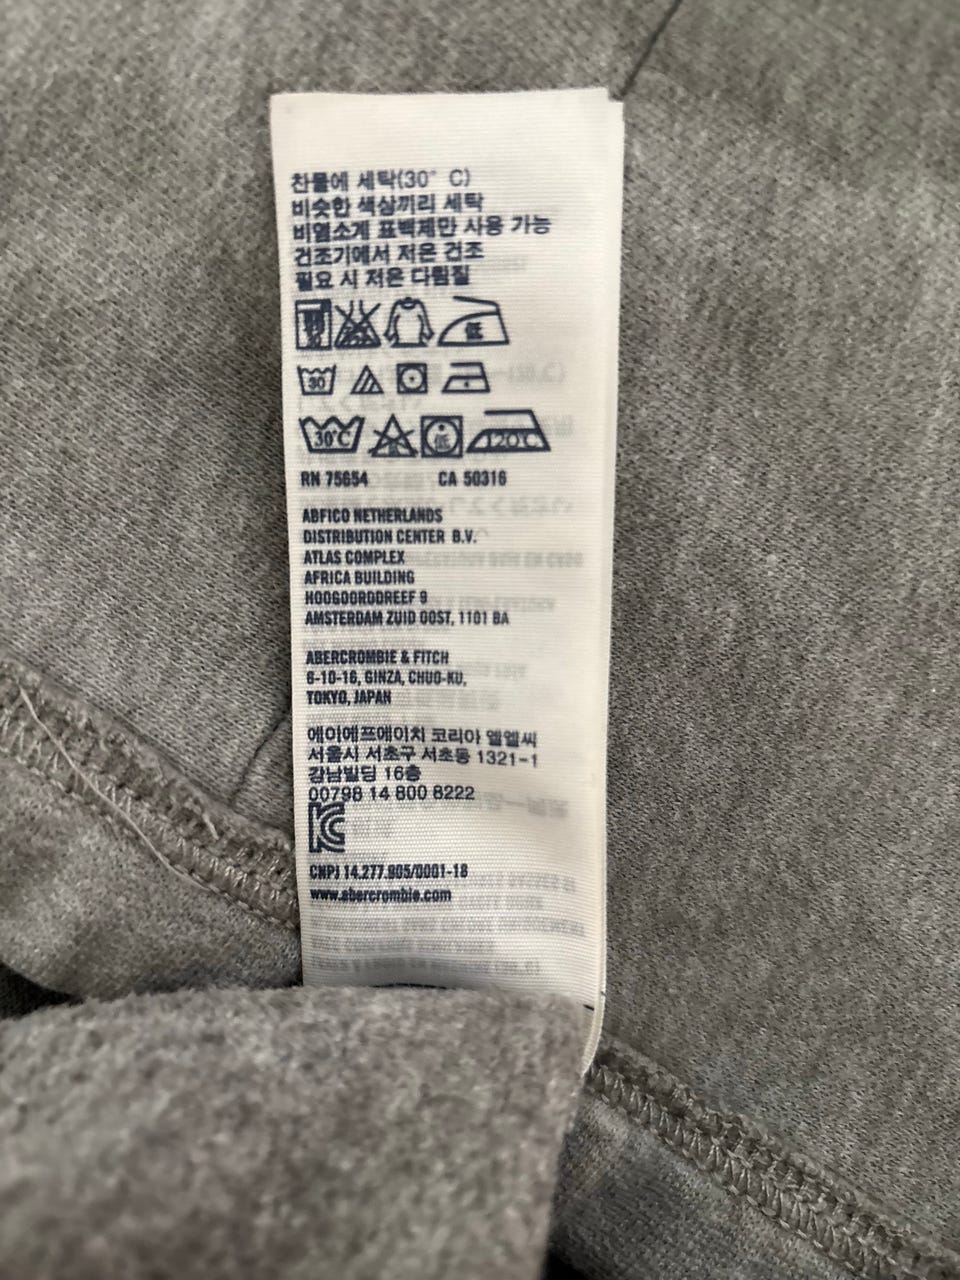 찬물에 세탁(30° C)
비슷한 색상끼리 세탁
비염소계 표백제만 사용 가능
건조기에서 저온 건조
필요 시 저온 다림질
低
30
30°C 低 120°C
RN 75654 CA 50316
ABFICO NETHERLANDS
DISTRIBUTION CENTER B.V.
ATLAS COMPLEX
AFRICA BUILDING
HOOGOORDDREEF 9
AMSTERDAM ZUID OOST, 1101 BA
ABERCROMBIE & FITCH
6-10-16, GINZA, CHUO-KU,
TOKYO, JAPAN
에이에프에이치 코리아 엘엘씨
서울시 서초구 서초동 1321-1
강남빌딩 16층
00798 14 800 8222
KC
CNPJ 14.277.905/0001-18
www.abercrombie.com